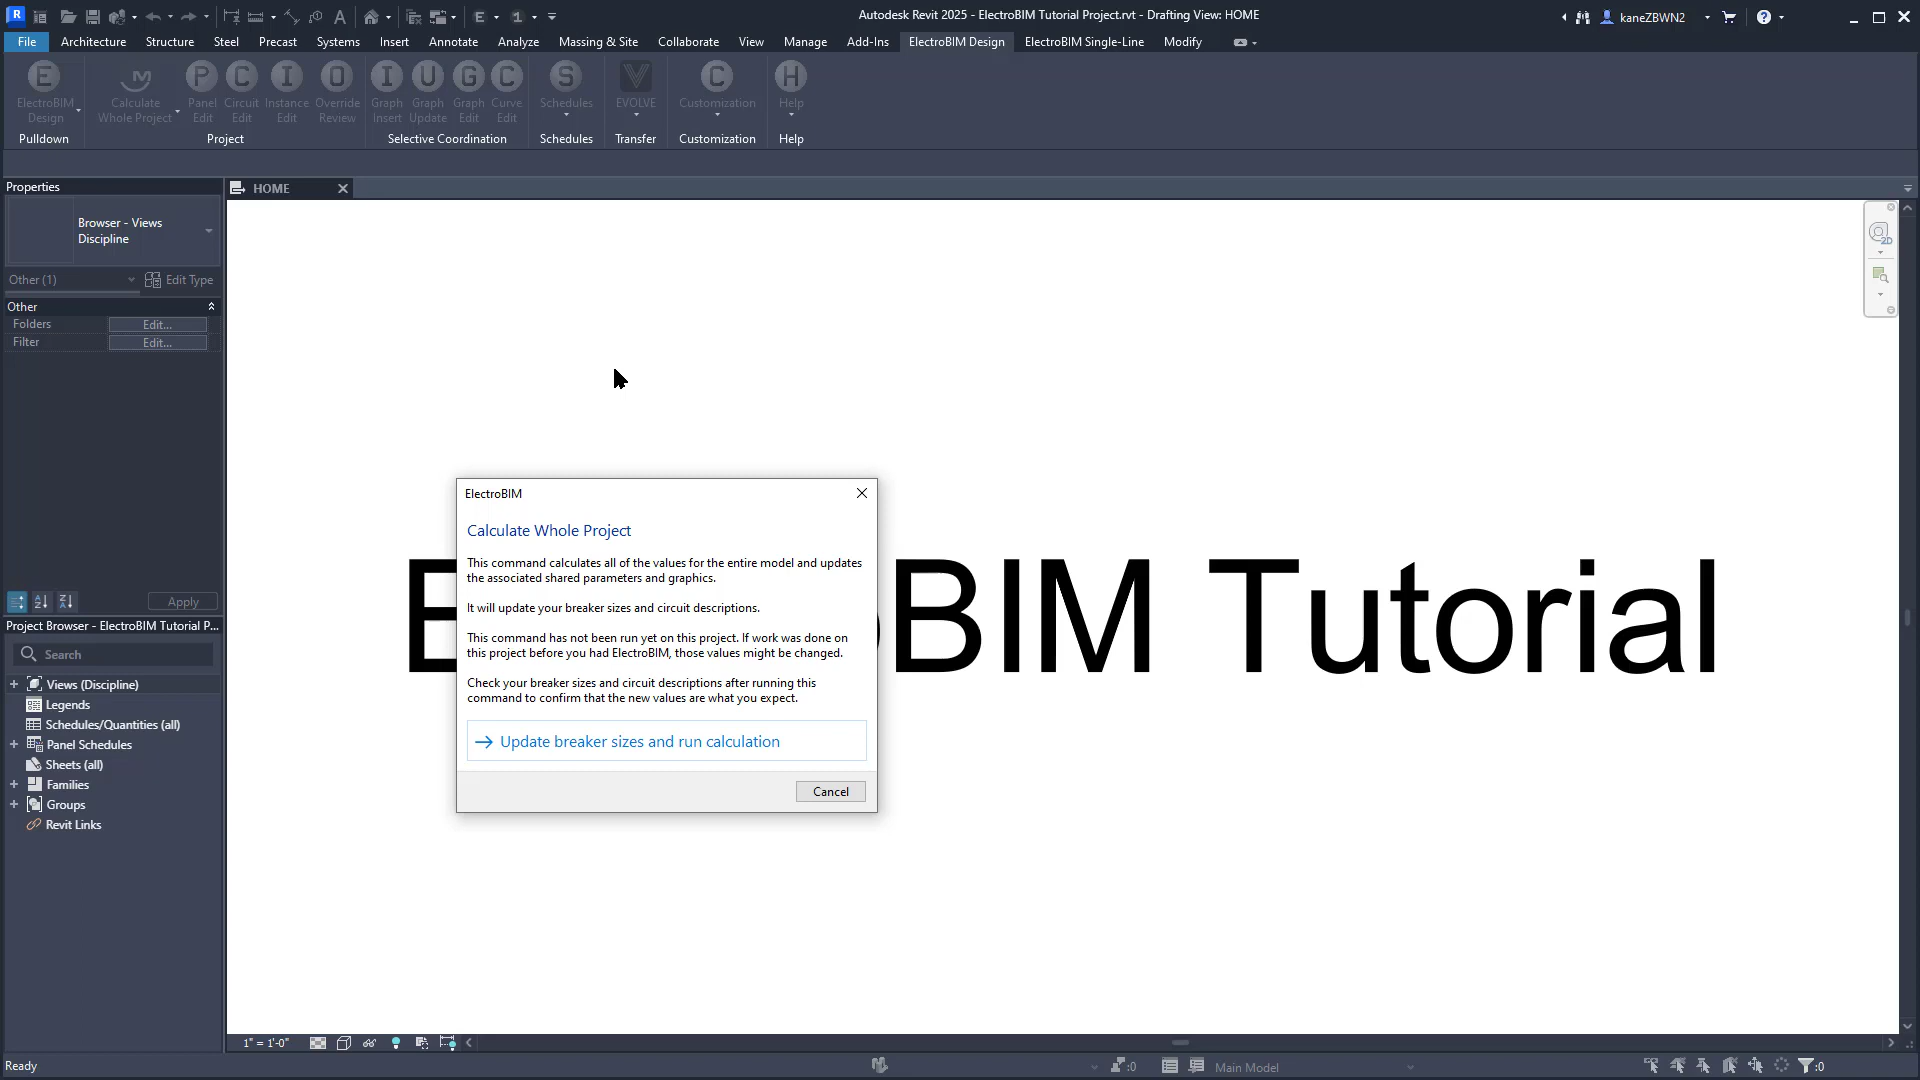 Autodesk Revit 2025 - ElectroBIM Tutorial Project.rvt - Drafting View: HOME
kaneZBWN2
File Architecture Structure Steel Precast Systems Insert Annotate Analyze Massing & Site Collaborate View Manage Add-Ins ElectroBIM Design ElectroBIM Single-Line Modify
E M P C I O I U G C S V C H
ElectroBIM Design
Calculate Whole Project
Panel Edit
Circuit Edit
Instance Edit
Override Review
Graph Insert
Graph Update
Graph Edit
Curve Edit
Schedules
EVOLVE
Customization
Help
Pulldown Project Selective Coordination Schedules Transfer Customization Help
Properties
HOME
Browser - Views
Discipline
Other (1)
Edit Type
Other
Folders Edit...
Filter Edit...
Apply
Project Browser - ElectroBIM Tutorial P...
Search
Views (Discipline)
Legends
Schedules/Quantities (all)
Panel Schedules
Sheets (all)
Families
Groups
Revit Links
2D
E
BIM Tutorial
ElectroBIM
Calculate Whole Project
This command calculates all of the values for the entire model and updates
the associated shared parameters and graphics.
It will update your breaker sizes and circuit descriptions.
This command has not been run yet on this project. If work was done on
this project before you had ElectroBIM, those values might be changed.
Check your breaker sizes and circuit descriptions after running this
command to confirm that the new values are what you expect.
Update breaker sizes and run calculation
Cancel
1" = 1'-0"
Ready
:0
Main Model
:0